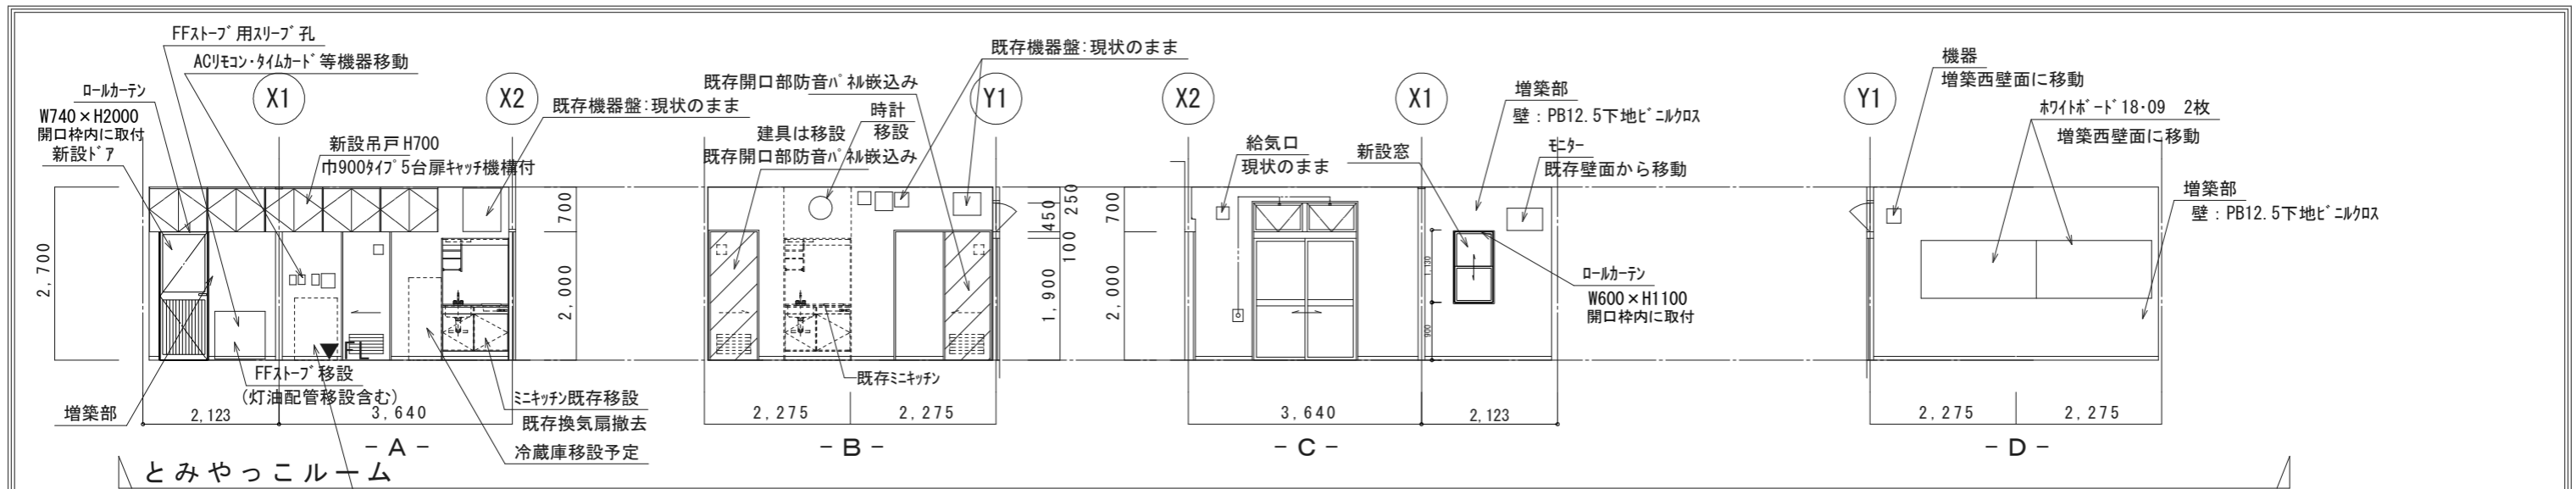 FFストーブ用スリーブ孔
ACリモコン・タイムカード等機器移動
ロールカーテン
W740×H2000
開口枠内に取付
新設ドア
X1
新設吊戸H700
巾900タイプ5台扉キャッチ機構付
X2
既存機器盤:現状のまま
2,700
700
2,000
FL
FFストーブ移設
(灯油配管移設含む)
増築部
2,123
3,640
ミニキッチン既存移設
既存換気扇撤去
冷蔵庫移設予定
- A -
既存機器盤:現状のまま
既存開口部防音パネル嵌込み
時計
移設
建具は移設
既存開口部防音パネル嵌込み
Y1
既存ミニキッチン
450
250
100
1,900
2,275
2,275
- B -
X2
X1
給気口
現状のまま
新設窓
増築部
壁:PB12.5下地ビニルクロス
モニター
既存壁面から移動
700
2,000
1,130
900
ロールカーテン
W600×H1100
開口枠内に取付
3,640
2,123
- C -
Y1
機器
増築西壁面に移動
ホワイトボード18・09 2枚
増築西壁面に移動
増築部
壁:PB12.5下地ビニルクロス
2,275
2,275
- D -
とみやっこルーム